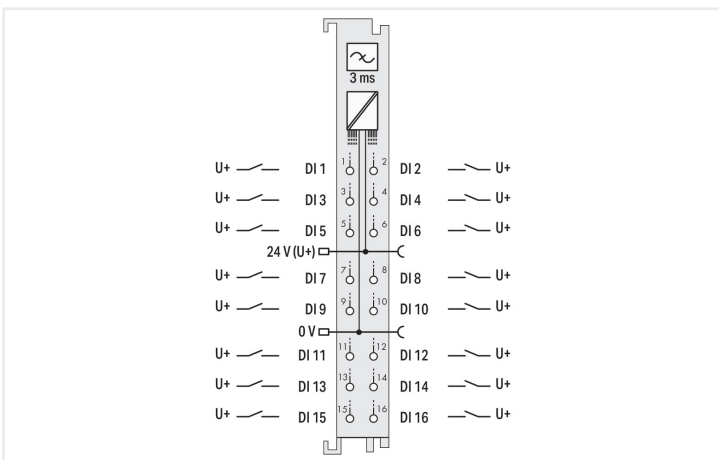 3 ms
U+ DI 1 1 2 DI 2 U+
U+ DI 3 3 4 DI 4 U+
U+ DI 5 5 6 DI 6 U+
24 V (U+)
U+ DI 7 7 8 DI 8 U+
U+ DI 9 9 10 DI 10 U+
0 V
U+ DI 11 11 12 DI 12 U+
U+ DI 13 13 14 DI 14 U+
U+ DI 15 15 16 DI 16 U+